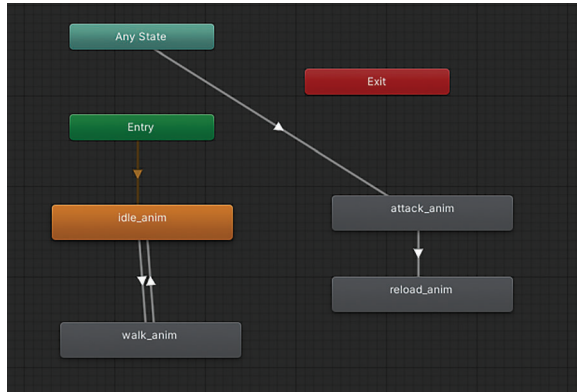 Any State
Exit
Entry
attack_anim
idle_anim
reload_anim
walk_anim